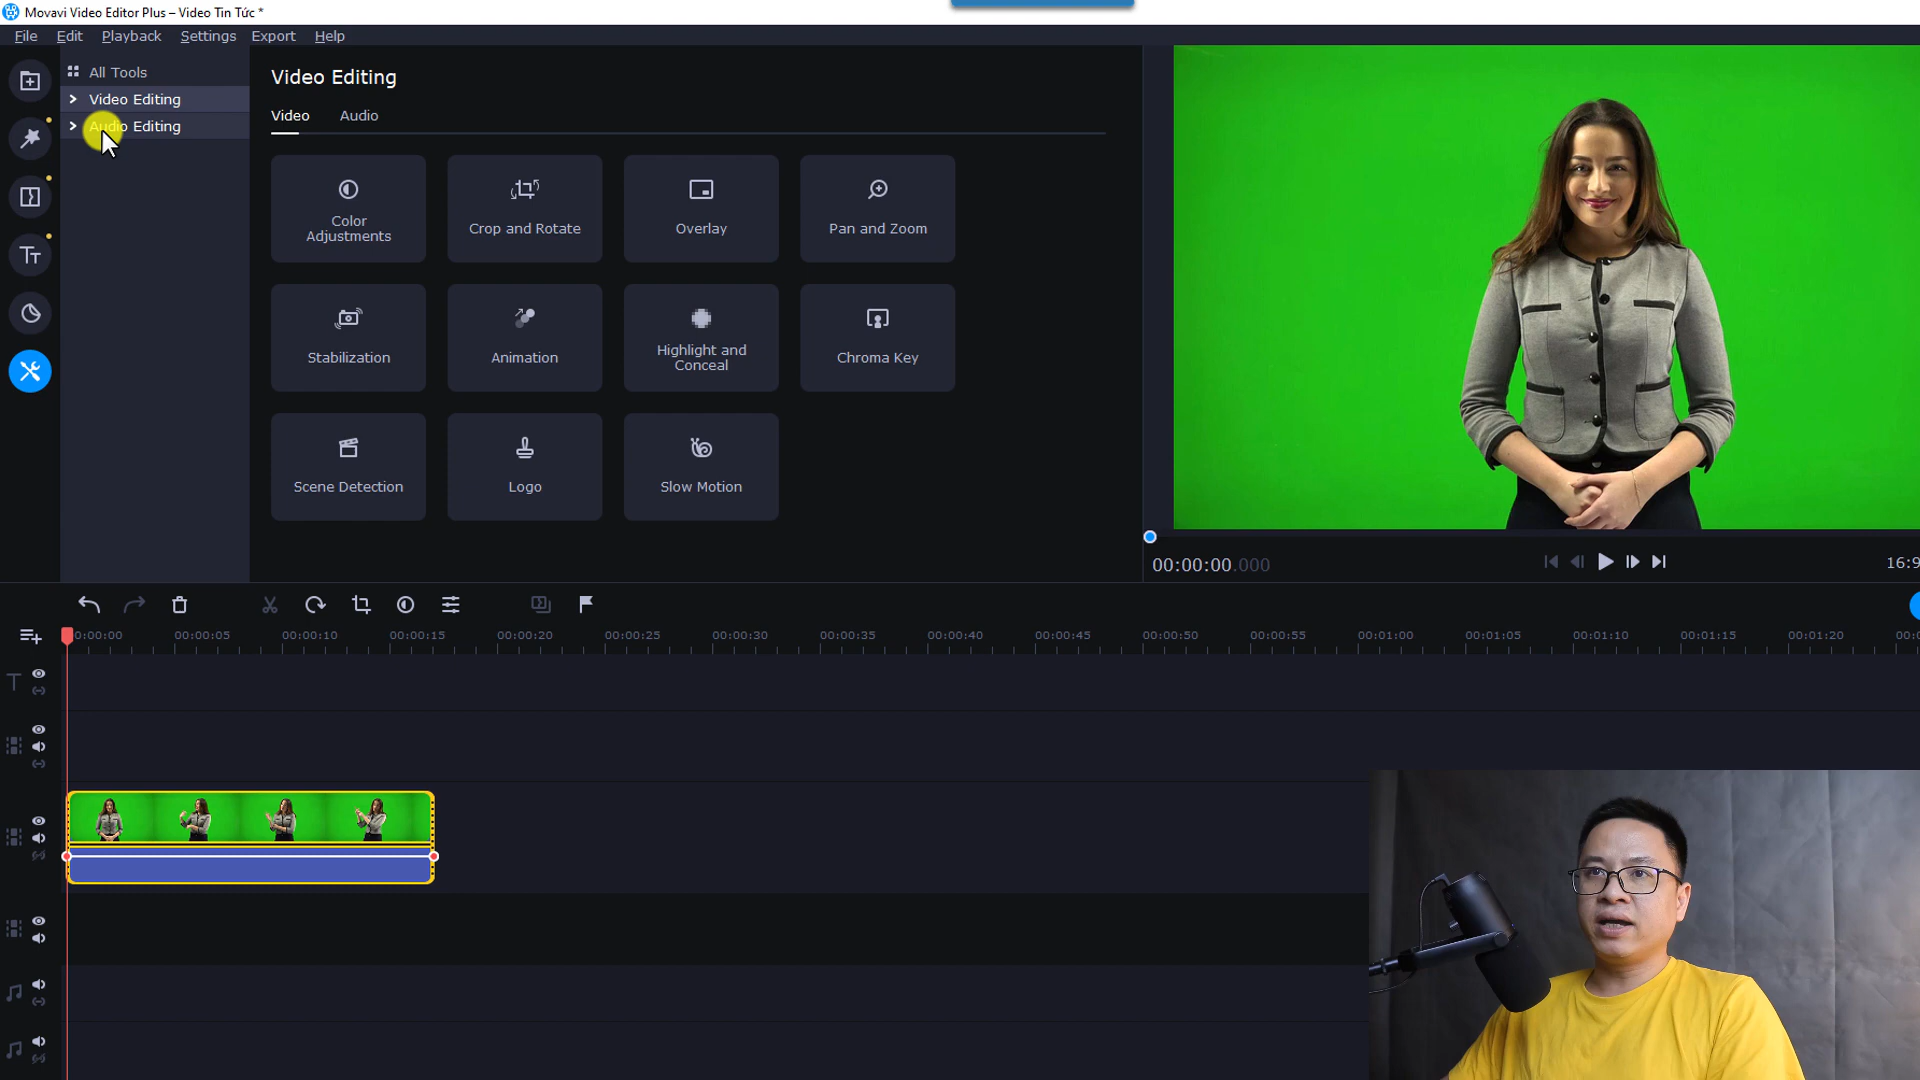 Movavi Video Editor Plus – Video Tin Tức *
File Edit Playback Settings Export Help
All Tools
Video Editing
Audio Editing
Video Editing
Video Audio
Color
Adjustments
Crop and Rotate
Overlay
Pan and Zoom
Stabilization
Animation
Highlight and
Conceal
Chroma Key
Scene Detection
Logo
Slow Motion
00:00:00.000
16:9
0:00:00 00:00:05 00:00:10 00:00:15 00:00:20 00:00:25 00:00:30 00:00:35 00:00:40 00:00:45 00:00:50 00:00:55 00:01:00 00:01:05 00:01:10 00:01:15 00:01:20 00:0